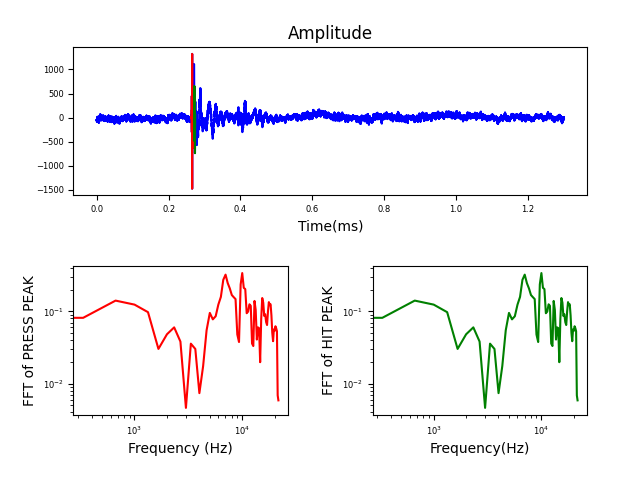 Amplitude
1000
500
0
−500
−1000
−1500
0.0 0.2 0.4 0.6 0.8 1.0 1.2
Time(ms)
FFT of PRESS PEAK
10⁻¹
10⁻²
10³ 10⁴
Frequency (Hz)
FFT of HIT PEAK
10⁻¹
10⁻²
10³ 10⁴
Frequency(Hz)